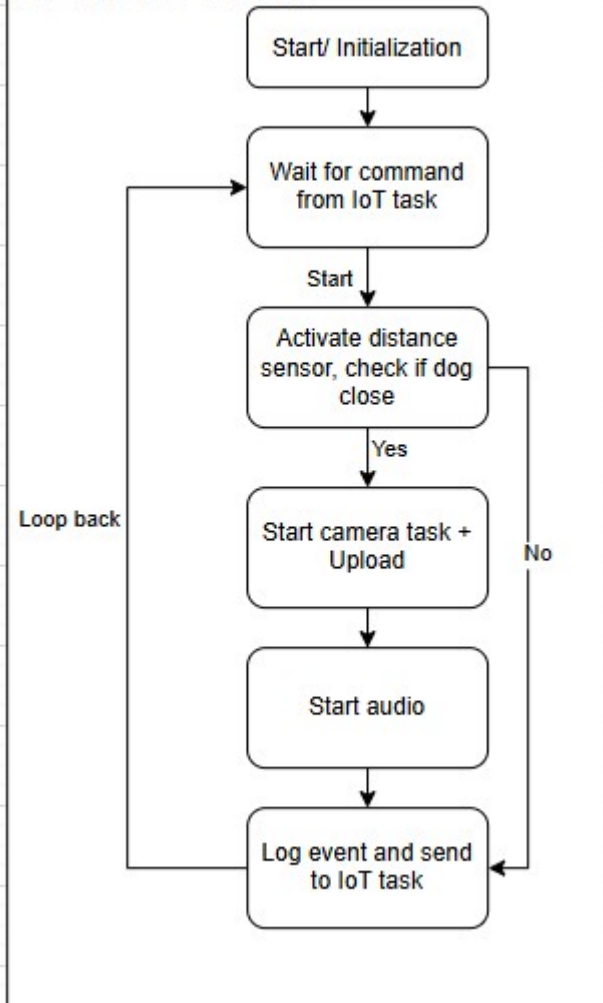 Start/ Initialization
Wait for command
from IoT task
Start
Activate distance
sensor, check if dog
close
Yes
Start camera task +
Upload
Loop back
No
Start audio
Log event and send
to IoT task